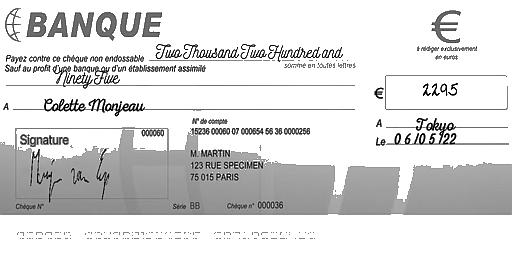 BANQUE
€
à rédiger exclusivement
en euros
Payez contre ce chèque non endossable Two Thousand Two Hundred and
Sauf au profit d'une banque ou d'un établissement assimilé
somme en toutes lettres
Ninety Five
€ 2295
A Colette Monjeau
A Tokyo
Le 06/05/22
N° de compte
000060 15236 00060 07 000654 56 36 0000256
Signature
M. MARTIN
123 RUE SPECIMEN
75 015 PARIS
Chèque N° Série BB Chèque n° 000036